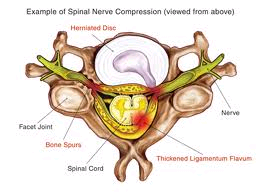 Example of Spinal Nerve Compression (viewed from above)
Herniated Disc
Facet Joint
Nerve
Bone Spurs
Spinal Cord
Thickened Ligamentum Flavum